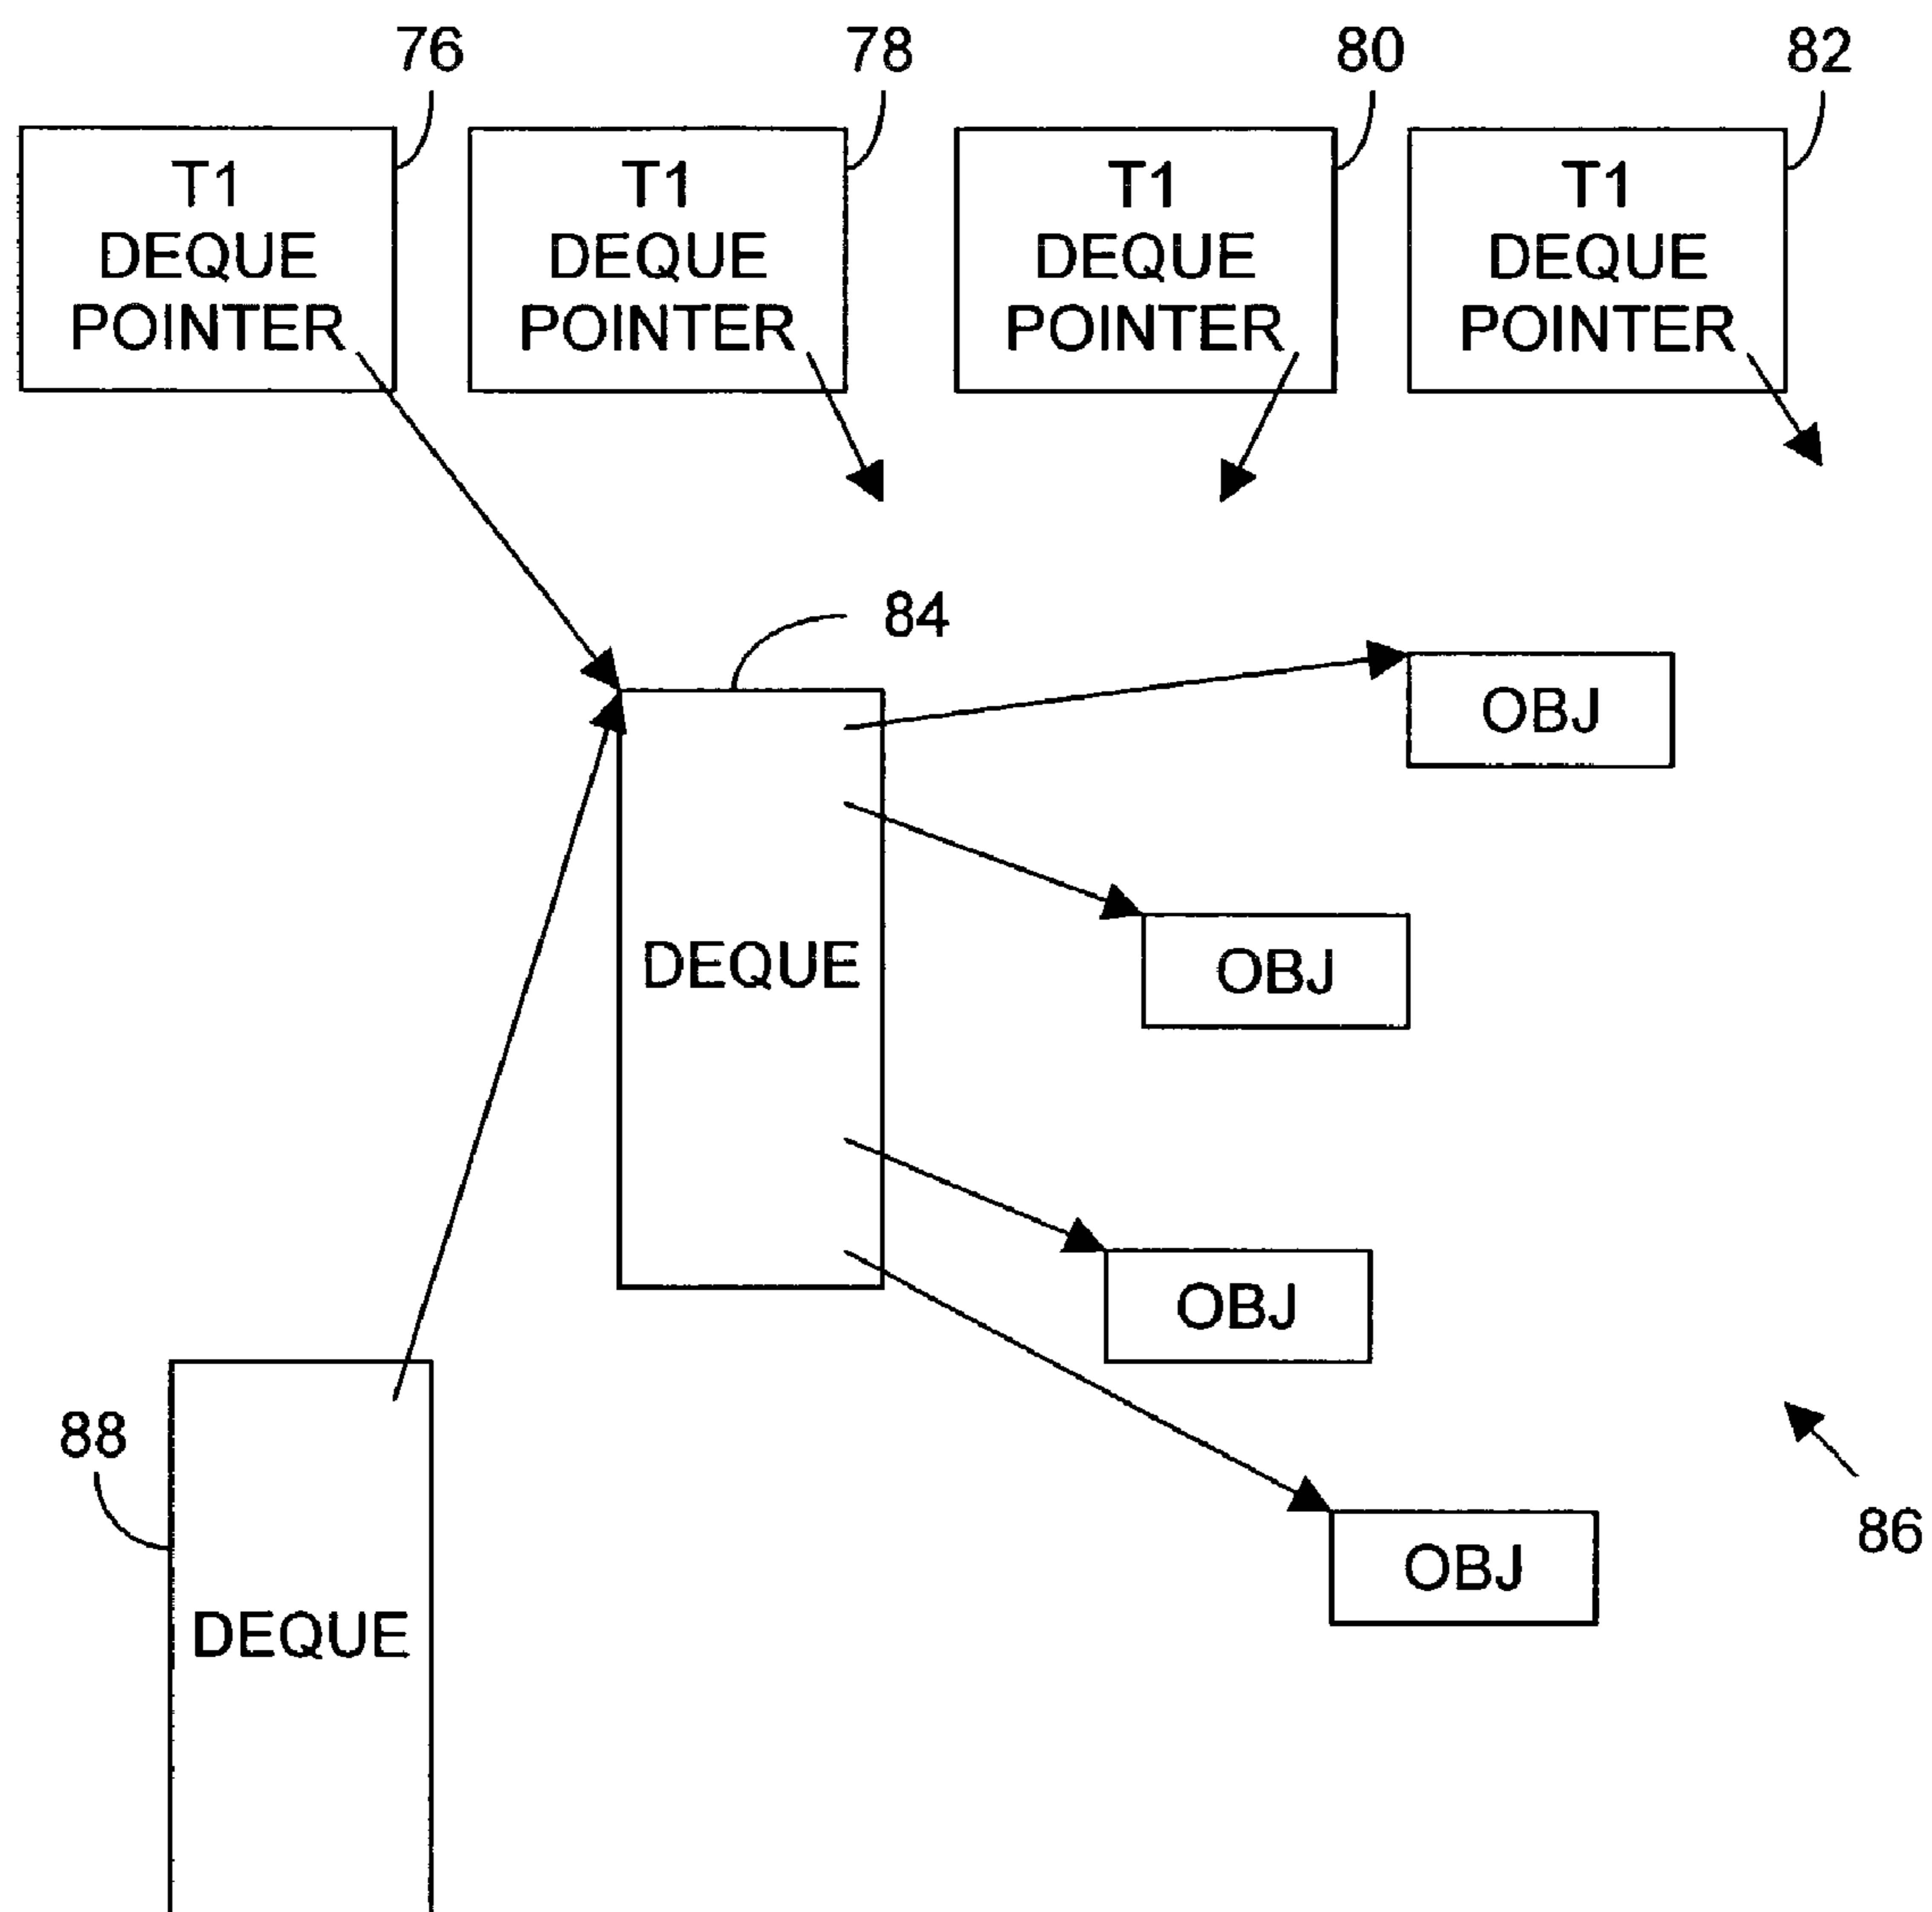 76
78
80
82
T1
DEQUE
POINTER
T1
DEQUE
POINTER
T1
DEQUE
POINTER
T1
DEQUE
POINTER
84
OBJ
DEQUE
OBJ
OBJ
88
86
OBJ
DEQUE